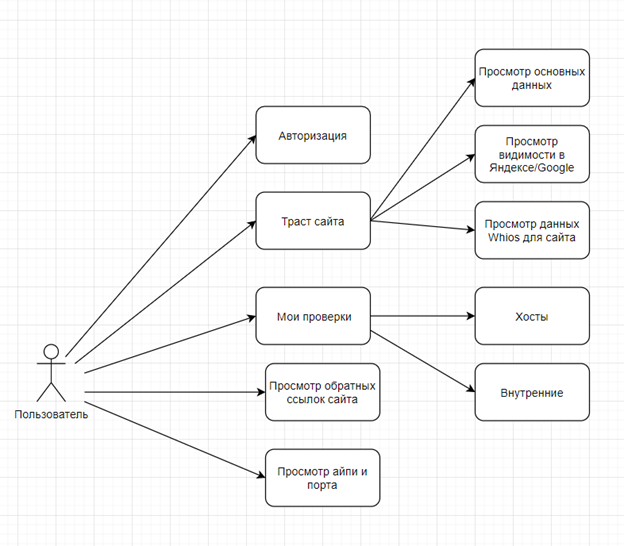 Просмотр основных
данных
Авторизация
Просмотр
видимости в
Яндексе/Google
Траст сайта
Просмотр данных
Whios для сайта
Мои проверки
Хосты
Просмотр обратных
ссылок сайта
Внутренние
Пользователь
Просмотр айпи и
порта